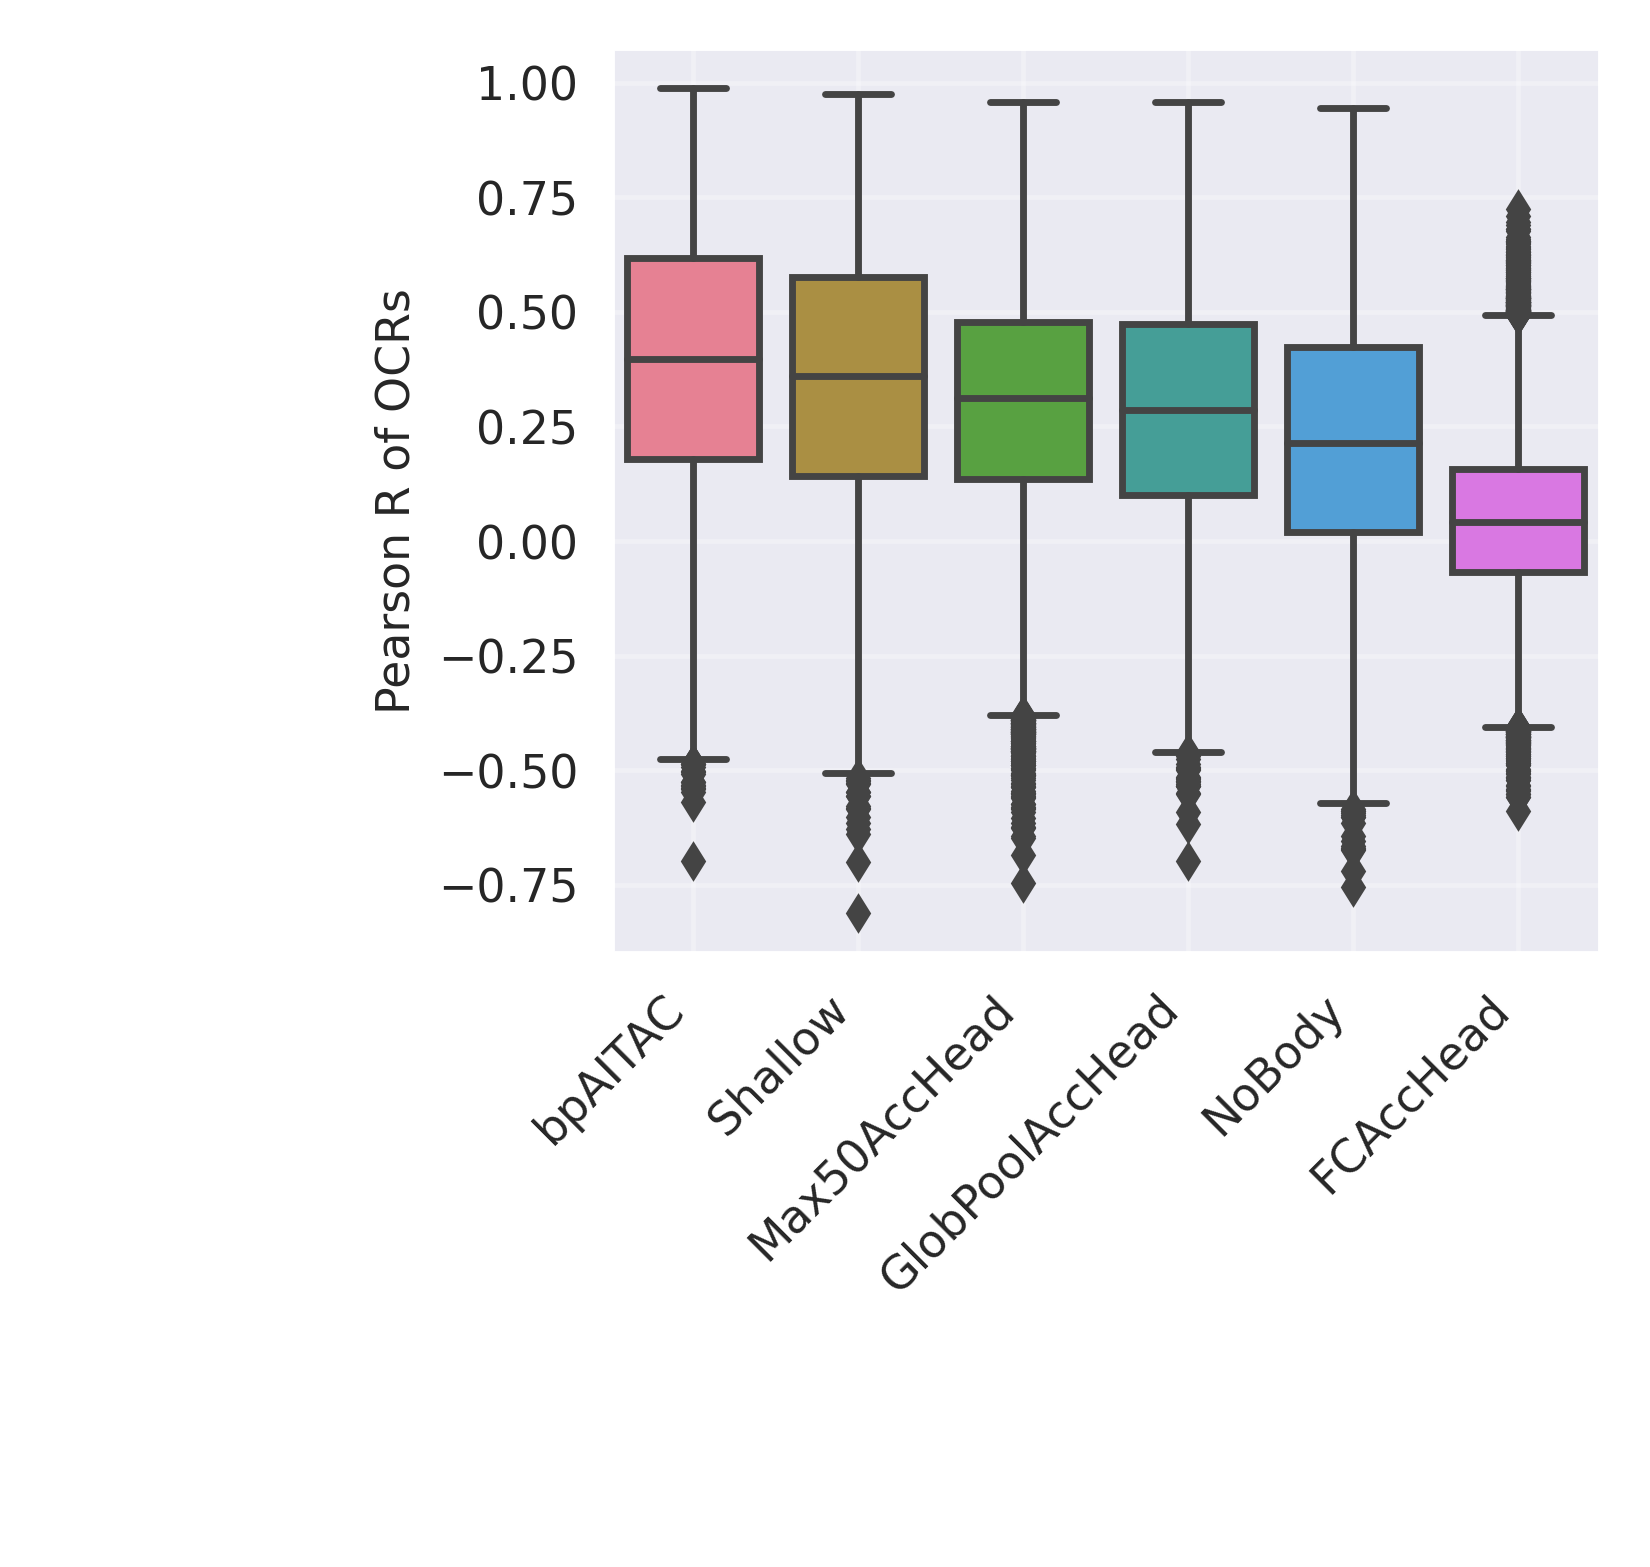 1.00
0.75
0.50
0.25
0.00
−0.25
−0.50
−0.75
Pearson R of OCRs
bpAITAC
Shallow
Max50AccHead
GlobPoolAccHead
NoBody
FCAccHead